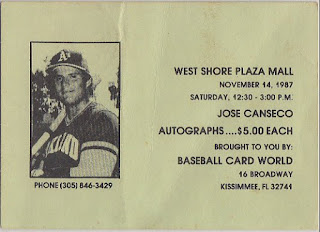 A's
OAKLAND
PHONE (305) 846-3429
WEST SHORE PLAZA MALL
NOVEMBER 14, 1987
SATURDAY, 12:30 - 3:00 P.M.
JOSE CANSECO
AUTOGRAPHS....$5.00 EACH
BROUGHT TO YOU BY:
BASEBALL CARD WORLD
16 BROADWAY
KISSIMMEE, FL 32741